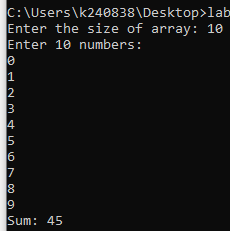 C:\Users\k240838\Desktop>lab
Enter the size of array: 10
Enter 10 numbers:
0
1
2
3
4
5
6
7
8
9
Sum: 45